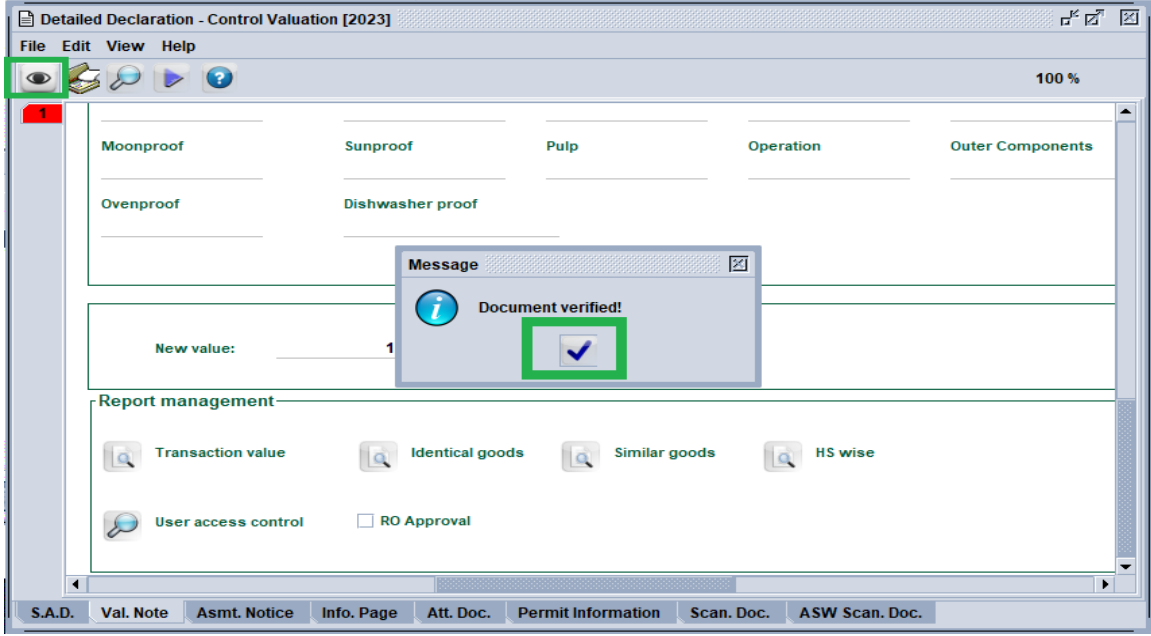 Detailed Declaration - Control Valuation [2023]
File Edit View Help
100 %
1
Moonproof Sunproof Pulp Operation Outer Components
Ovenproof Dishwasher proof
Message
Document verified!
New value: 1
Report management
Transaction value Identical goods Similar goods HS wise
User access control RO Approval
S.A.D. Val. Note Asmt. Notice Info. Page Att. Doc. Permit Information Scan. Doc. ASW Scan. Doc.